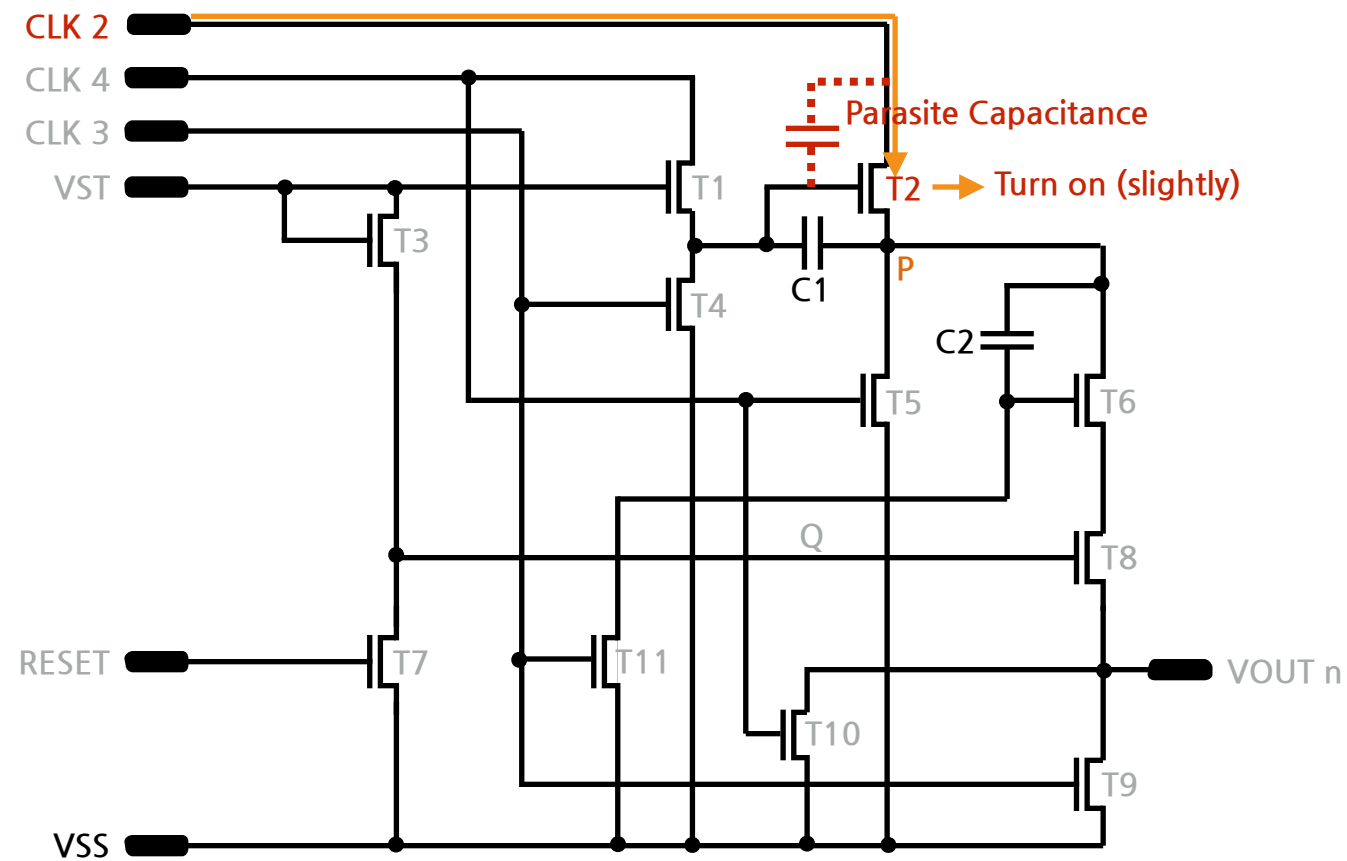 CLK 2
CLK 4
Parasite Capacitance
CLK 3
VST
T1
T2
Turn on (slightly)
T3
P
C1
T4
C2
T5
T6
Q
T8
RESET
T7
T11
VOUT n
T10
T9
VSS